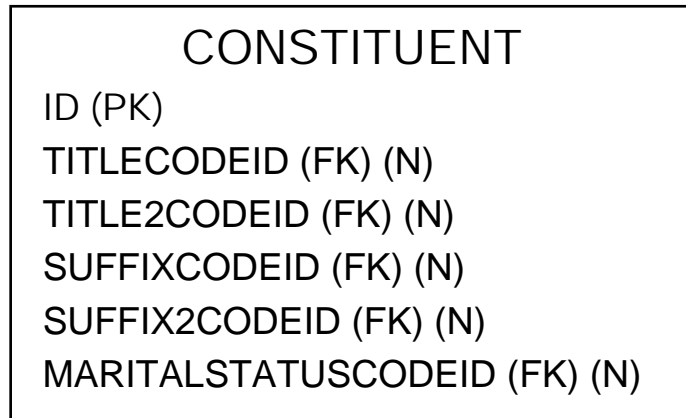 CONSTITUENT
ID (PK)
TITLECODEID (FK) (N)
TITLE2CODEID (FK) (N)
SUFFIXCODEID (FK) (N)
SUFFIX2CODEID (FK) (N)
MARITALSTATUSCODEID (FK) (N)